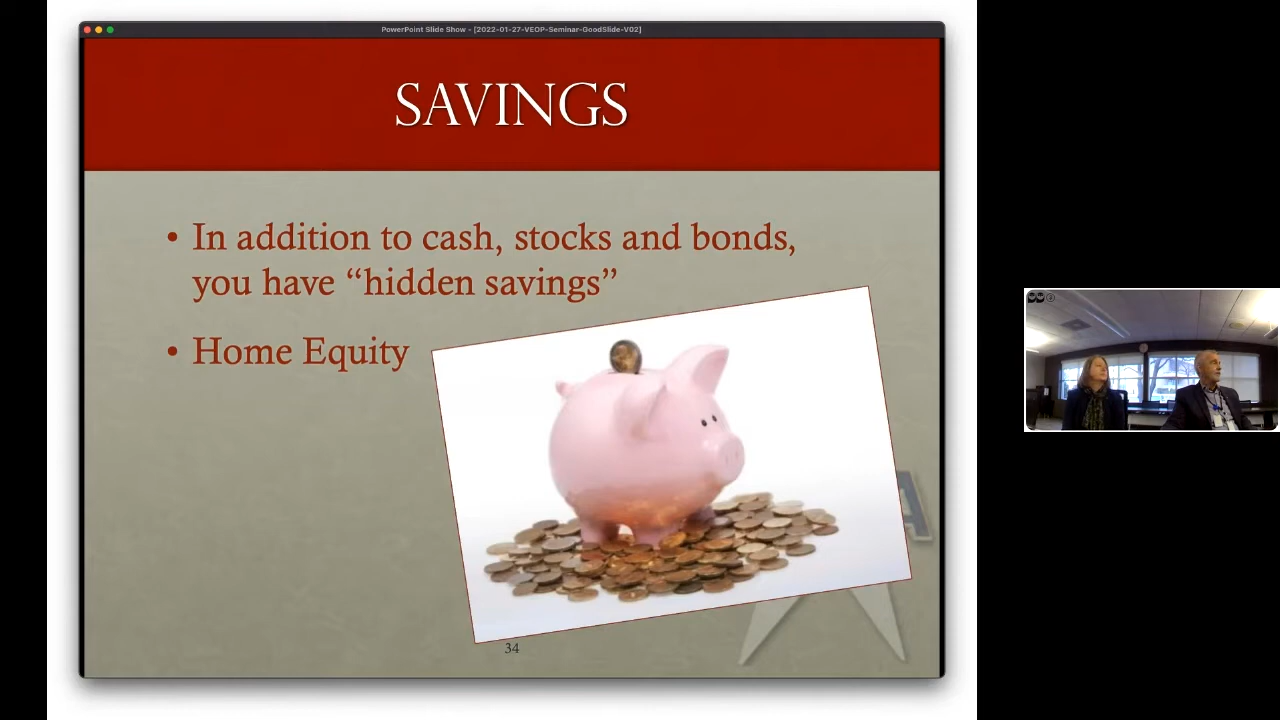 PowerPoint Slide Show - [2022-01-27-VEOP-Seminar-GoodSlide-V02]
SAVINGS
• In addition to cash, stocks and bonds,
you have “hidden savings”
• Home Equity
A
34